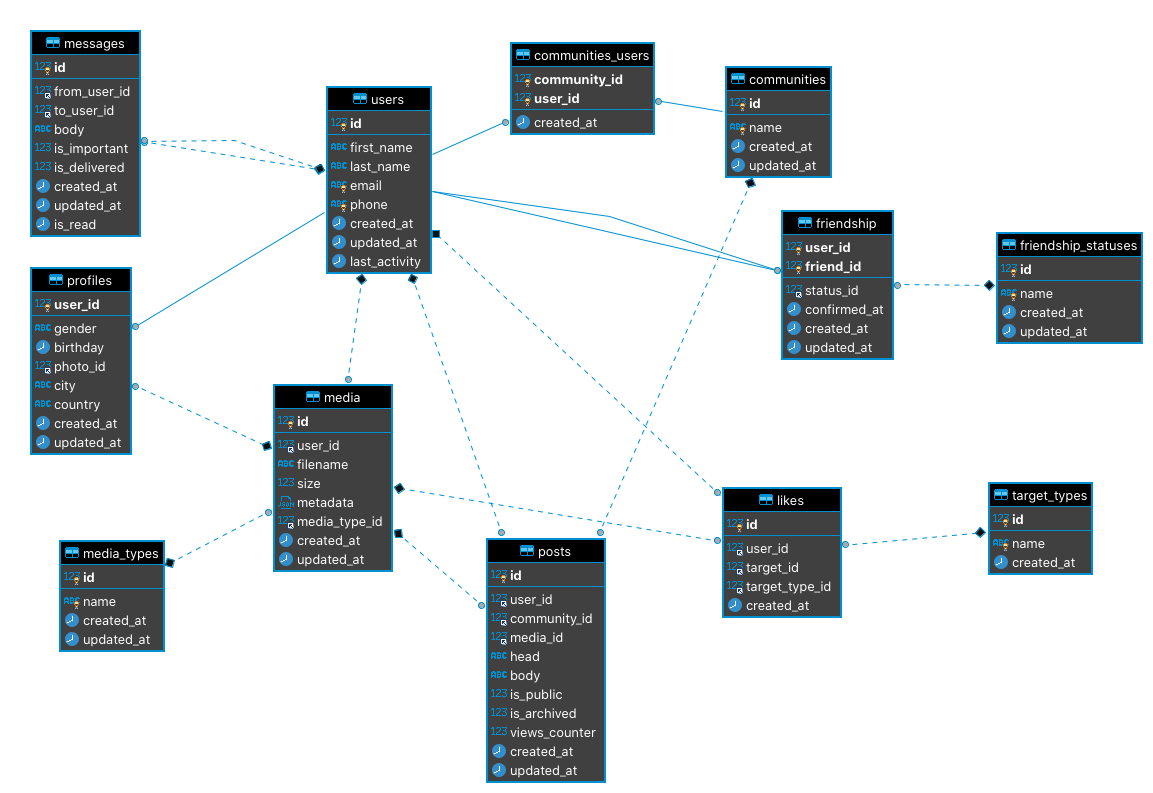 messages
123 id
123 from_user_id
123 to_user_id
ABC body
123 is_important
123 is_delivered
created_at
updated_at
is_read
users
123 id
ABC first_name
ABC last_name
ABC email
ABC phone
created_at
updated_at
last_activity
communities_users
123 community_id
123 user_id
created_at
communities
123 id
ABC name
created_at
updated_at
friendship
123 user_id
123 friend_id
123 status_id
confirmed_at
created_at
updated_at
friendship_statuses
123 id
ABC name
created_at
updated_at
profiles
123 user_id
ABC gender
birthday
123 photo_id
ABC city
ABC country
created_at
updated_at
media
123 id
123 user_id
ABC filename
123 size
JSON metadata
123 media_type_id
created_at
updated_at
media_types
123 id
ABC name
created_at
updated_at
posts
123 id
123 user_id
123 community_id
123 media_id
ABC head
ABC body
123 is_public
123 is_archived
123 views_counter
created_at
updated_at
likes
123 id
123 user_id
123 target_id
123 target_type_id
created_at
target_types
123 id
ABC name
created_at